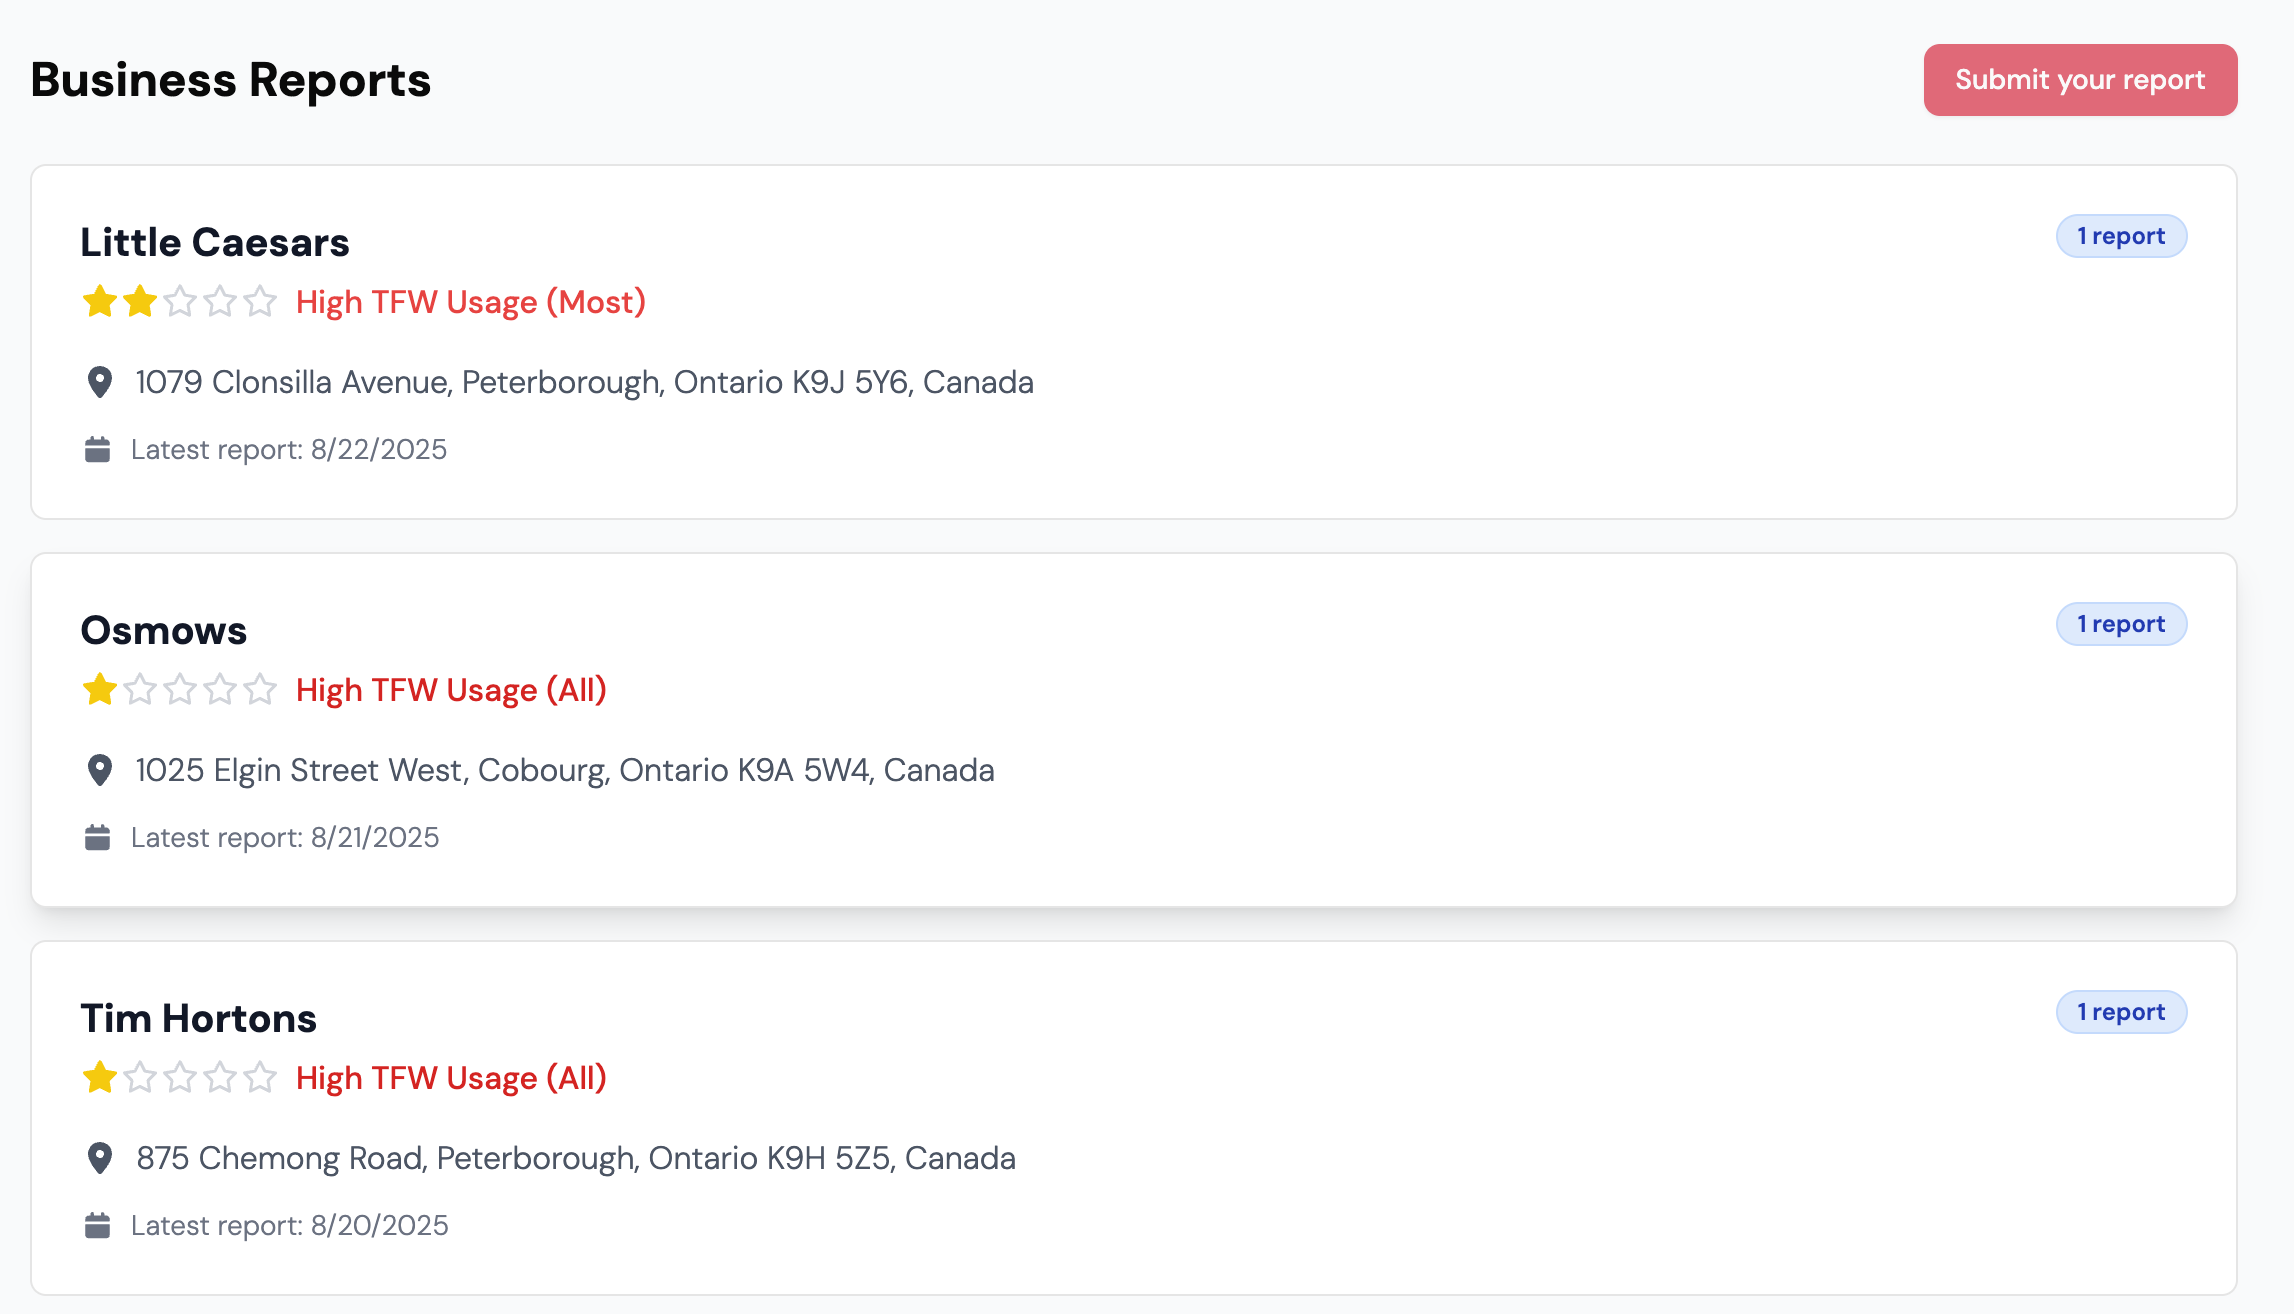 Business Reports
Submit your report
Little Caesars
1 report
High TFW Usage (Most)
1079 Clonsilla Avenue, Peterborough, Ontario K9J 5Y6, Canada
Latest report: 8/22/2025
Osmows
1 report
High TFW Usage (All)
1025 Elgin Street West, Cobourg, Ontario K9A 5W4, Canada
Latest report: 8/21/2025
Tim Hortons
1 report
High TFW Usage (All)
875 Chemong Road, Peterborough, Ontario K9H 5Z5, Canada
Latest report: 8/20/2025